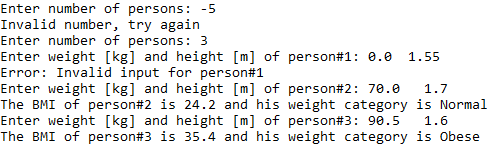 Enter number of persons: -5
Invalid number, try again
Enter number of persons: 3
Enter weight [kg] and height [m] of person#1: 0.0  1.55
Error: Invalid input for person#1
Enter weight [kg] and height [m] of person#2: 70.0   1.7
The BMI of person#2 is 24.2 and his weight category is Normal
Enter weight [kg] and height [m] of person#3: 90.5   1.6
The BMI of person#3 is 35.4 and his weight category is Obese